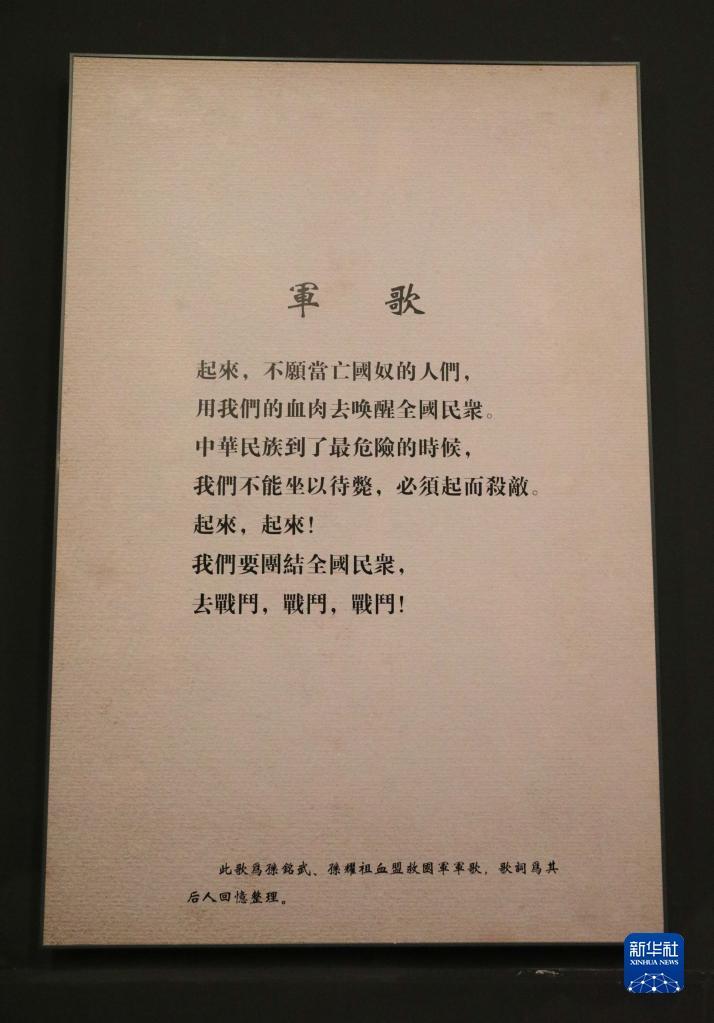 軍 歌
起來，不願當亡國奴的人們，
用我們的血肉去喚醒全國民衆。
中華民族到了最危險的時候，
我們不能坐以待斃，必須起而殺敵。
起來，起來！
我們要團結全國民衆，
去戰鬥，戰鬥，戰鬥！
此歌爲孫銘武、孫耀祖血盟救國軍軍歌，歌詞爲其
后人回憶整理。
新华社
XINHUA NEWS